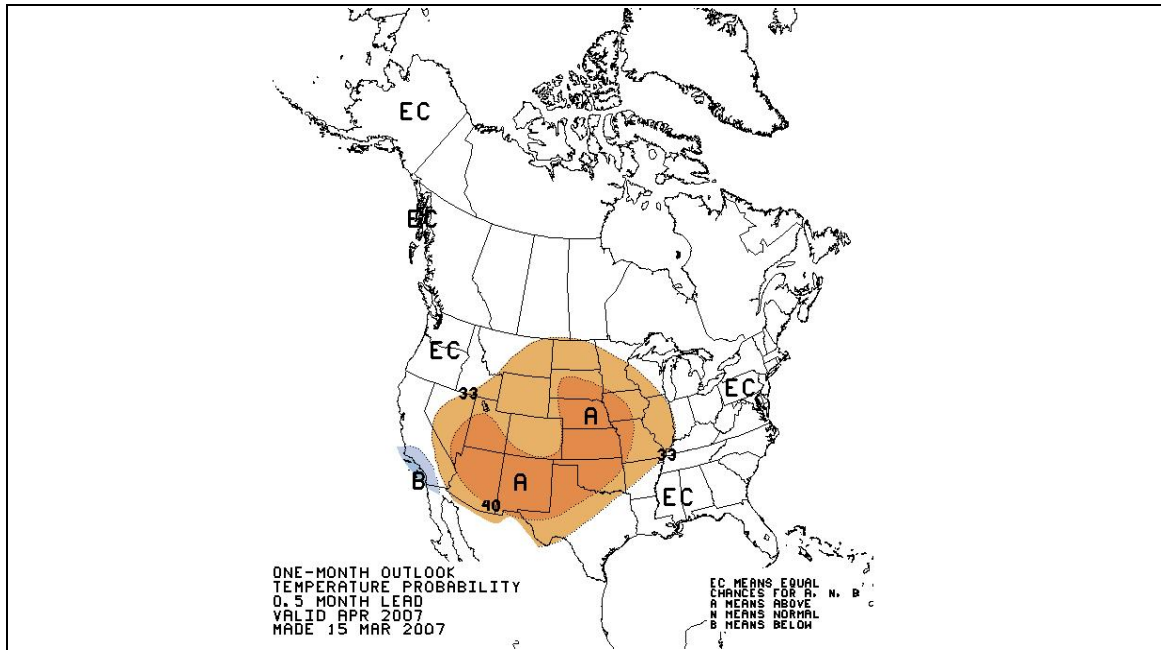 EC
EC
EC
33
EC
A
33
B
A
EC
40
ONE-MONTH OUTLOOK
TEMPERATURE PROBABILITY
0.5 MONTH LEAD
VALID APR 2007
MADE 15 MAR 2007
EC MEANS EQUAL
CHANCES FOR A, N, B
A MEANS ABOVE
N MEANS NORMAL
B MEANS BELOW